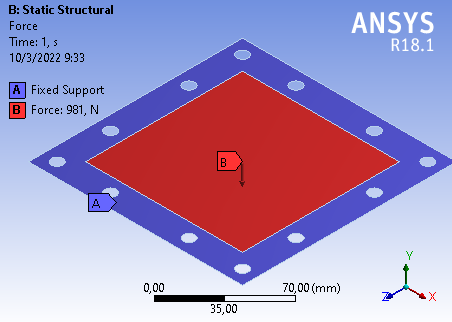 B: Static Structural
Force
Time: 1, s
10/3/2022 9:33
A Fixed Support
B Force: 981, N
ANSYS
R18.1
B
A
0,00
70,00 (mm)
35,00
Y
Z
X